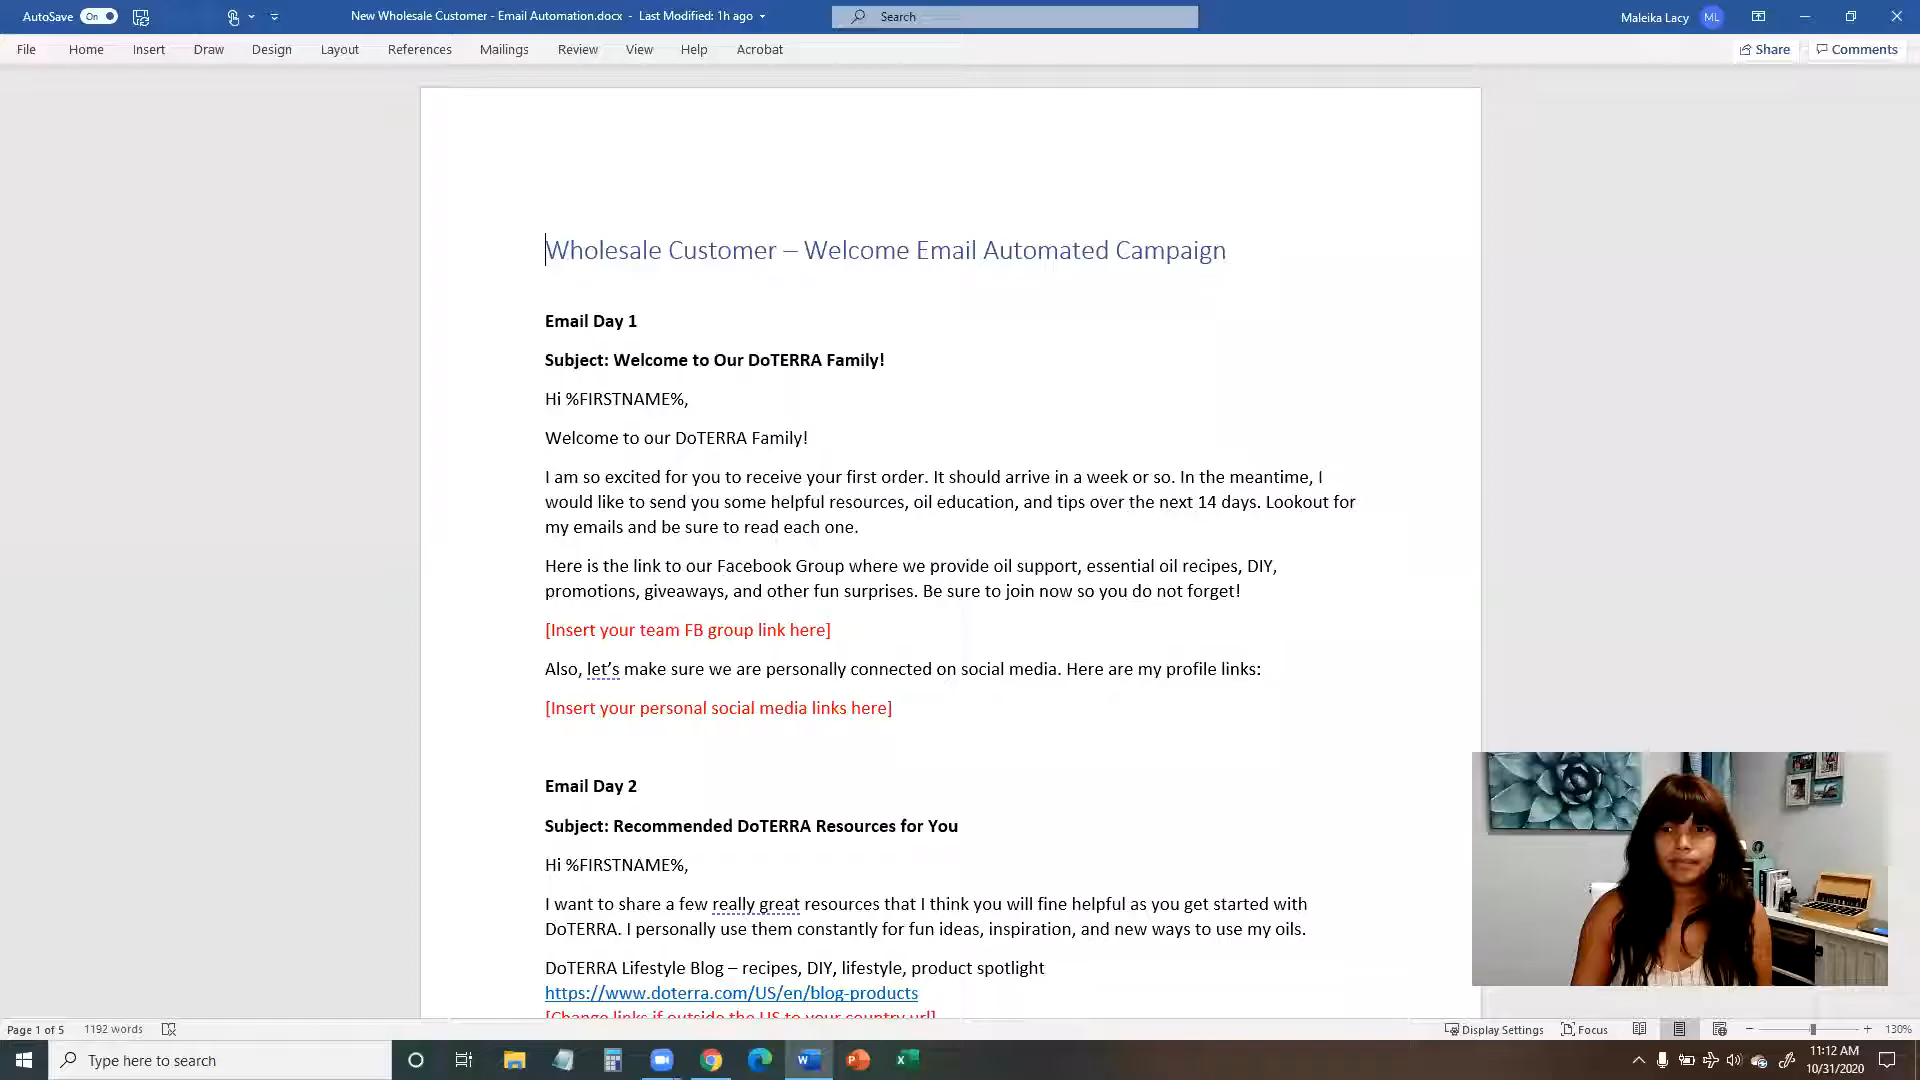 AutoSave On New Wholesale Customer - Email Automation.docx - Last Modified: 1h ago Search Maleika Lacy ML
File Home Insert Draw Design Layout References Mailings Review View Help Acrobat Share Comments
Wholesale Customer – Welcome Email Automated Campaign
Email Day 1
Subject: Welcome to Our DoTERRA Family!
Hi %FIRSTNAME%,
Welcome to our DoTERRA Family!
I am so excited for you to receive your first order. It should arrive in a week or so. In the meantime, I
would like to send you some helpful resources, oil education, and tips over the next 14 days. Lookout for
my emails and be sure to read each one.
Here is the link to our Facebook Group where we provide oil support, essential oil recipes, DIY,
promotions, giveaways, and other fun surprises. Be sure to join now so you do not forget!
[Insert your team FB group link here]
Also, let’s make sure we are personally connected on social media. Here are my profile links:
[Insert your personal social media links here]
Email Day 2
Subject: Recommended DoTERRA Resources for You
Hi %FIRSTNAME%,
I want to share a few really great resources that I think you will fine helpful as you get started with
DoTERRA. I personally use them constantly for fun ideas, inspiration, and new ways to use my oils.
DoTERRA Lifestyle Blog – recipes, DIY, lifestyle, product spotlight
https://www.doterra.com/US/en/blog-products
[Change links if outside the US to your country url]
Page 1 of 5 1192 words Display Settings Focus 130%
Type here to search 11:12 AM
10/31/2020